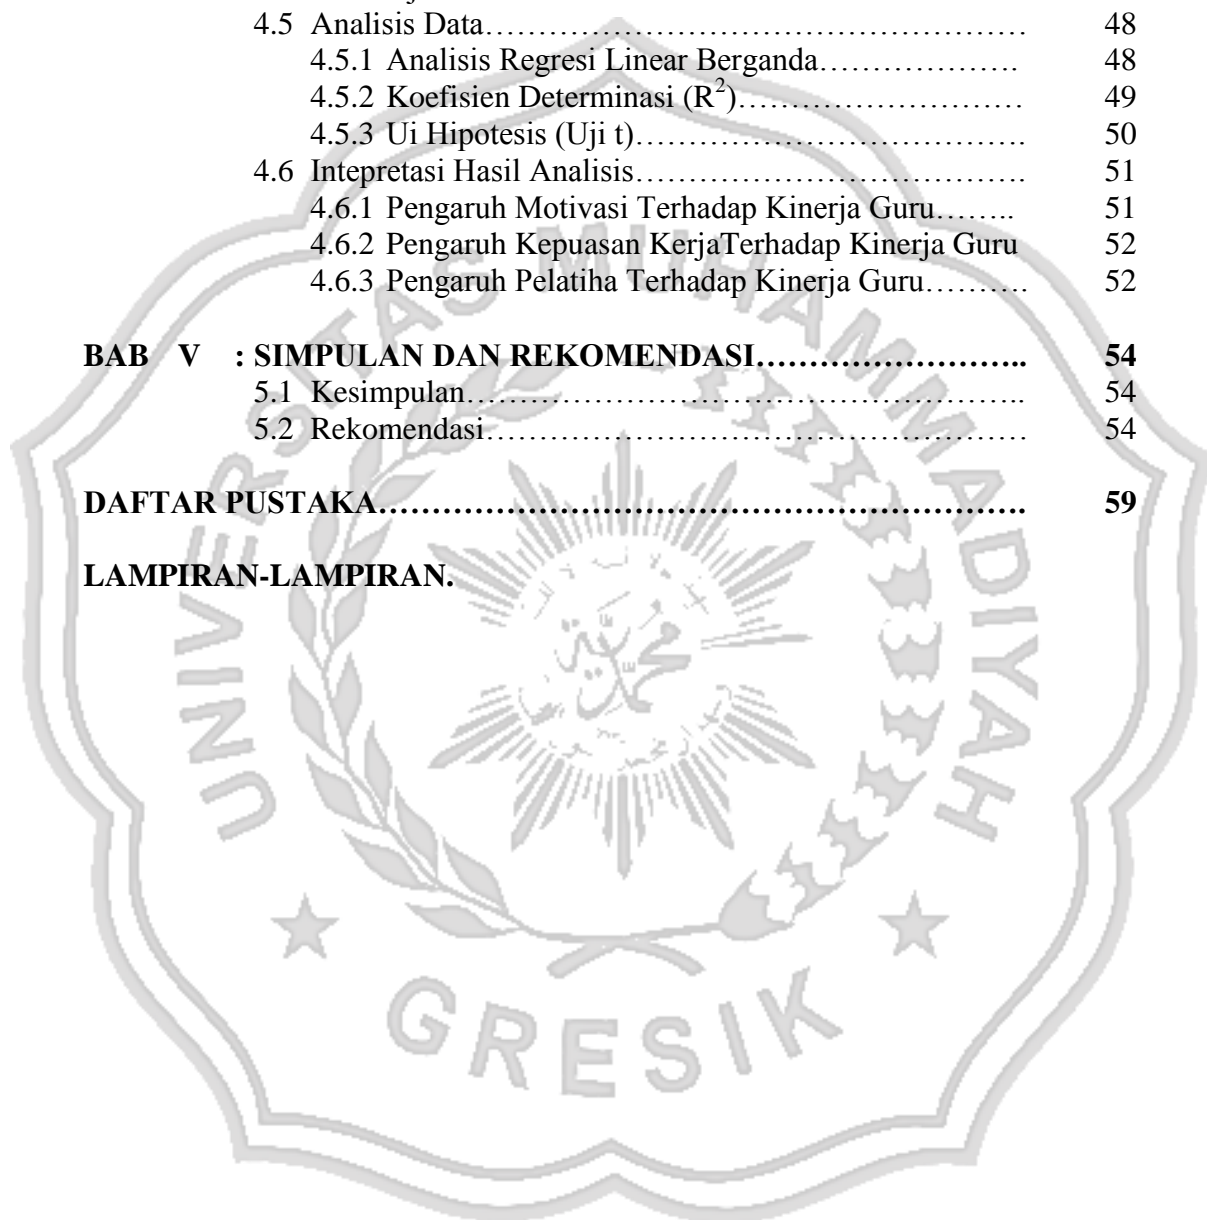 4.5 Analisis Data……………………………………………  48
4.5.1 Analisis Regresi Linear Berganda……………….  48
4.5.2 Koefisien Determinasi (R²)………………………  49
4.5.3 Ui Hipotesis (Uji t)……………………………….  50
4.6 Intepretasi Hasil Analisis……………………………….  51
4.6.1 Pengaruh Motivasi Terhadap Kinerja Guru……..  51
4.6.2 Pengaruh Kepuasan KerjaTerhadap Kinerja Guru  52
4.6.3 Pengaruh Pelatiha Terhadap Kinerja Guru……….  52
BAB V : SIMPULAN DAN REKOMENDASI……………………..  54
5.1 Kesimpulan……………………………………………..  54
5.2 Rekomendasi……………………………………………  54
DAFTAR PUSTAKA…………………………………………………….  59
LAMPIRAN-LAMPIRAN.
UNIVERSITAS MUHAMMADIYAH
محمد
GRESIK